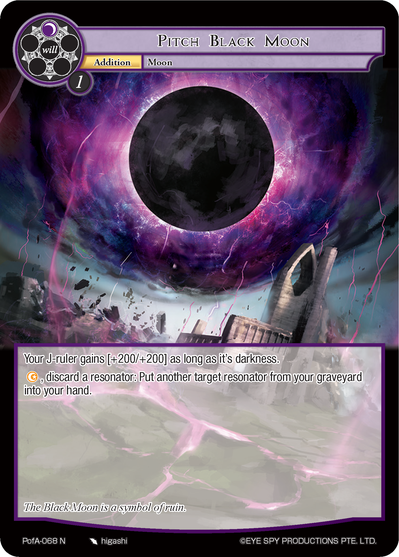 Pitch Black Moon
will
Addition Moon
1
Your J-ruler gains [+200/+200] as long as it's darkness.
, discard a resonator: Put another target resonator from your graveyard
into your hand.
The BlackMoon is a symbol of ruin.
PofA-068 N higashi ©EYE SPY PRODUCTIONS PTE. LTD.